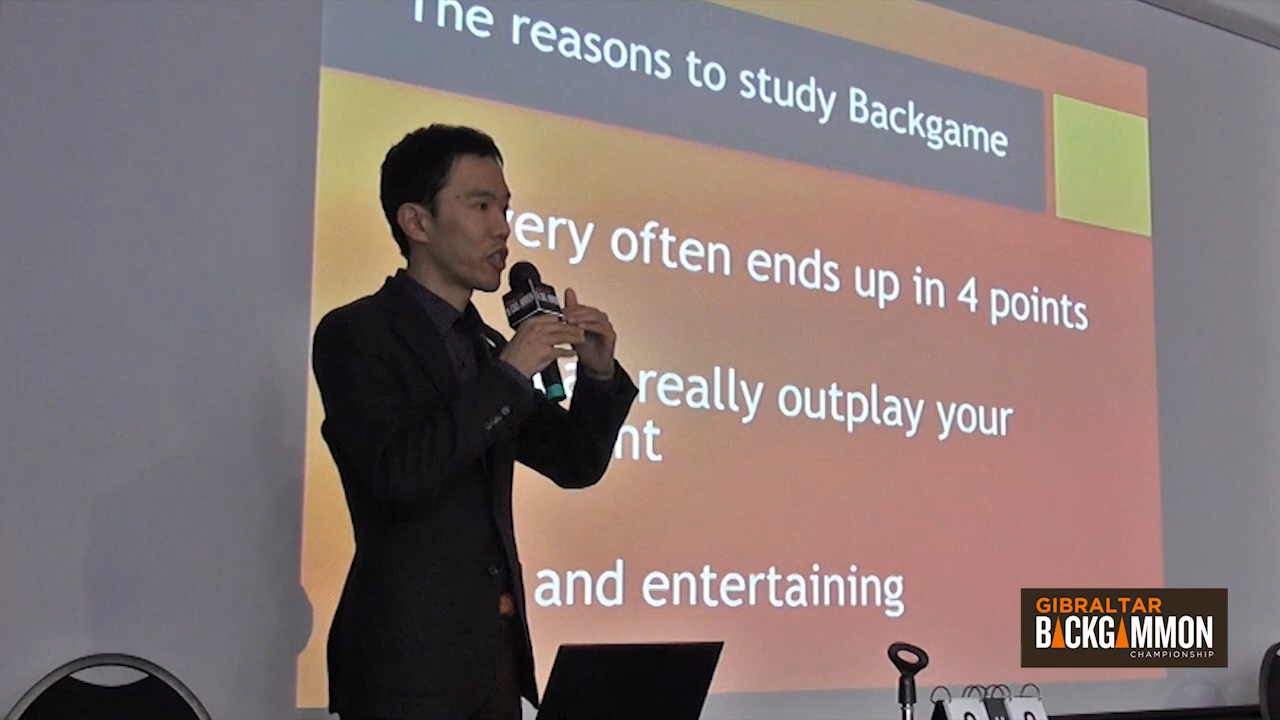 The reasons to study Backgame
very often ends up in 4 points
really outplay your
and entertaining
GIBRALTAR
BACKGAMMON
CHAMPIONSHIP